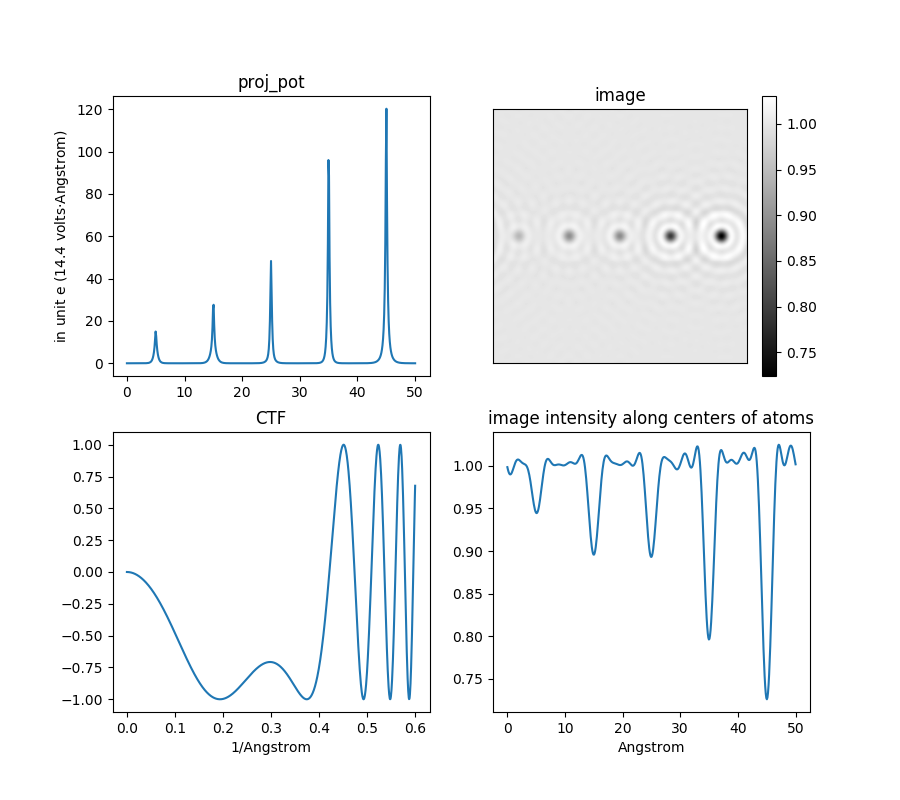 proj_pot
in unit e (14.4 volts·Angstrom)
120
100
80
60
40
20
0
0 10 20 30 40 50
image
1.00
0.95
0.90
0.85
0.80
0.75
CTF
1.00
0.75
0.50
0.25
0.00
−0.25
−0.50
−0.75
−1.00
0.0 0.1 0.2 0.3 0.4 0.5 0.6
1/Angstrom
image intensity along centers of atoms
1.00
0.95
0.90
0.85
0.80
0.75
0 10 20 30 40 50
Angstrom